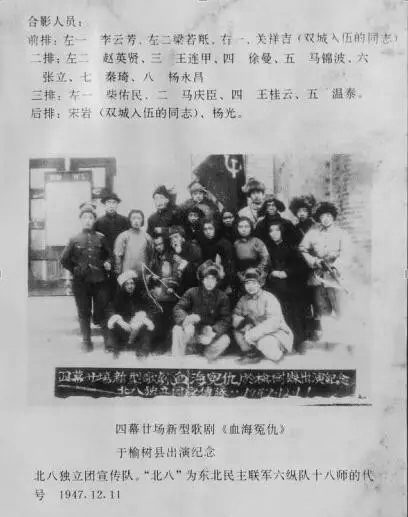 合影人员：
前排：左一 李云芳、左二梁若眂、右一、关祥吉（双城入伍的同志）
二排：左二 赵英贤、三 王连甲、四 徐曼、五 马锦波、六
张立、七 秦琦、八 杨永昌
三排：左一 柴佑民、二 马庆臣、四 王桂云、五 温泰。
后排：宋岩（双城入伍的同志）、杨光。
四幕廿场新型歌剧血海冤仇於榆树县出演纪念
北八独立团宣传队
四幕廿场新型歌剧《血海冤仇》
于榆树县出演纪念
北八独立团宣传队。“北八”为东北民主联军六纵队十八师的代
号 1947.12.11